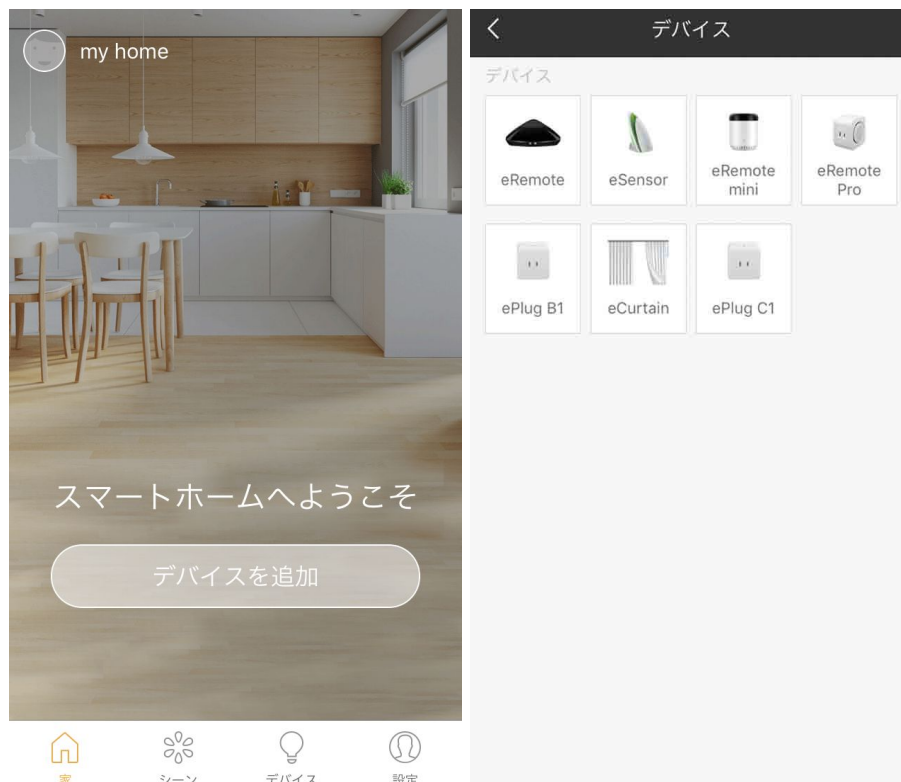 my home
スマートホームへようこそ
デバイスを追加
家
シーン
デバイス
設定
デバイス
デバイス
eRemote
eSensor
eRemote
mini
eRemote
Pro
ePlug B1
eCurtain
ePlug C1